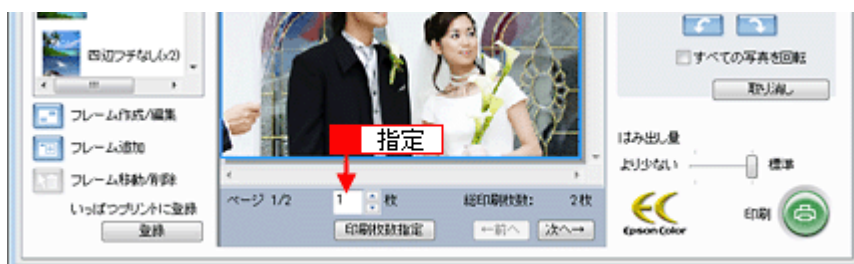 四辺フチなし(x2)
フレーム作成/編集
フレーム追加
フレーム移動/削除
いっぱつプリントに登録
登録
指定
ページ 1/2
1
枚
総印刷枚数:
2枚
印刷枚数指定
←前へ
次へ→
すべての写真を回転
取り消し
はみ出し量
より少ない
標準
Epson Color
印刷